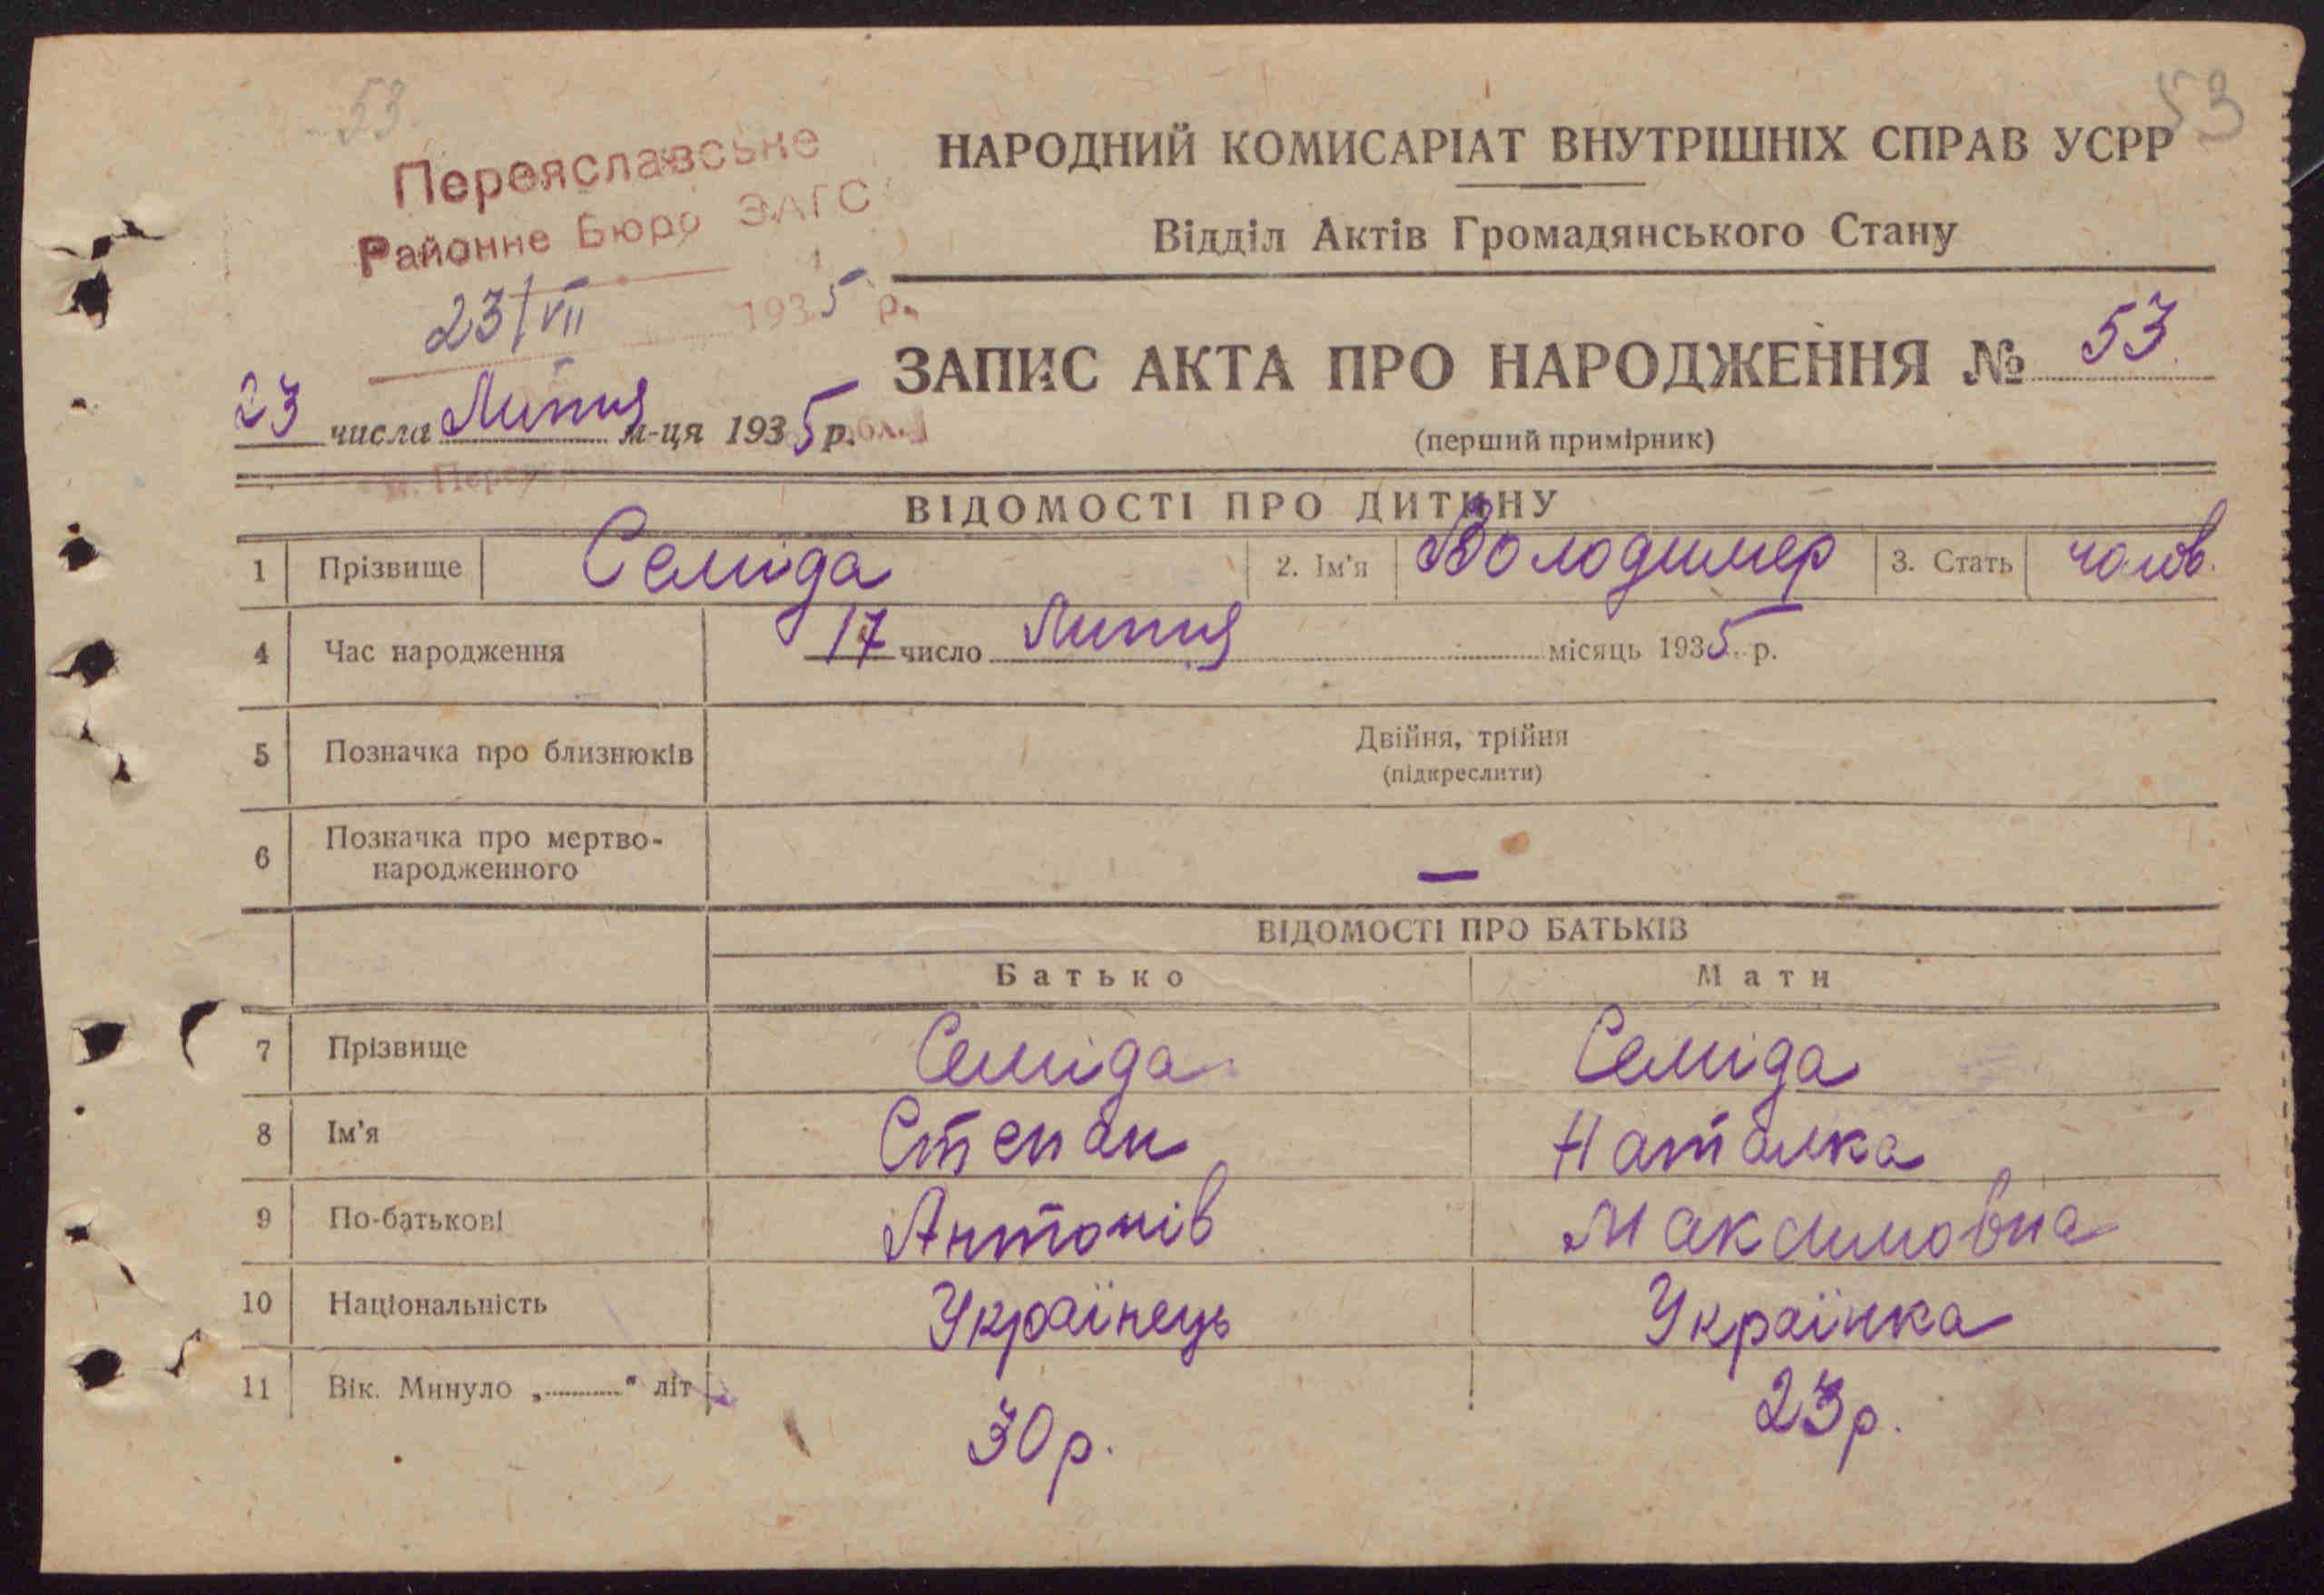 53
53
Переяславське
Районне Бюро ЗАГС
23/VII 1935 р.
НАРОДНИЙ КОМИСАРІАТ ВНУТРІШНІХ СПРАВ УСРР
Відділ Актів Громадянського Стану
ЗАПИС АКТА ПРО НАРОДЖЕННЯ № 53
23 числа Липня м-ця 1935 р.
(перший примірник)
ВІДОМОСТІ ПРО ДИТИНУ
1 Прізвище Семида 2. Ім'я Володимер 3. Стать чолов.
4 Час народження 17 число Липня місяць 1935 р.
5 Позначка про близнюків Двійня, трійня
(підкреслити)
6 Позначка про мертво-
народженного —
ВІДОМОСТІ ПРО БАТЬКІВ
Батько Мати
7 Прізвище Семида Семида
8 Ім'я Степан Наталка
9 По-батькові Антонів Максимовна
10 Національність Українець Українка
11 Вік. Минуло „..........“ літ 30 р. 23 р.